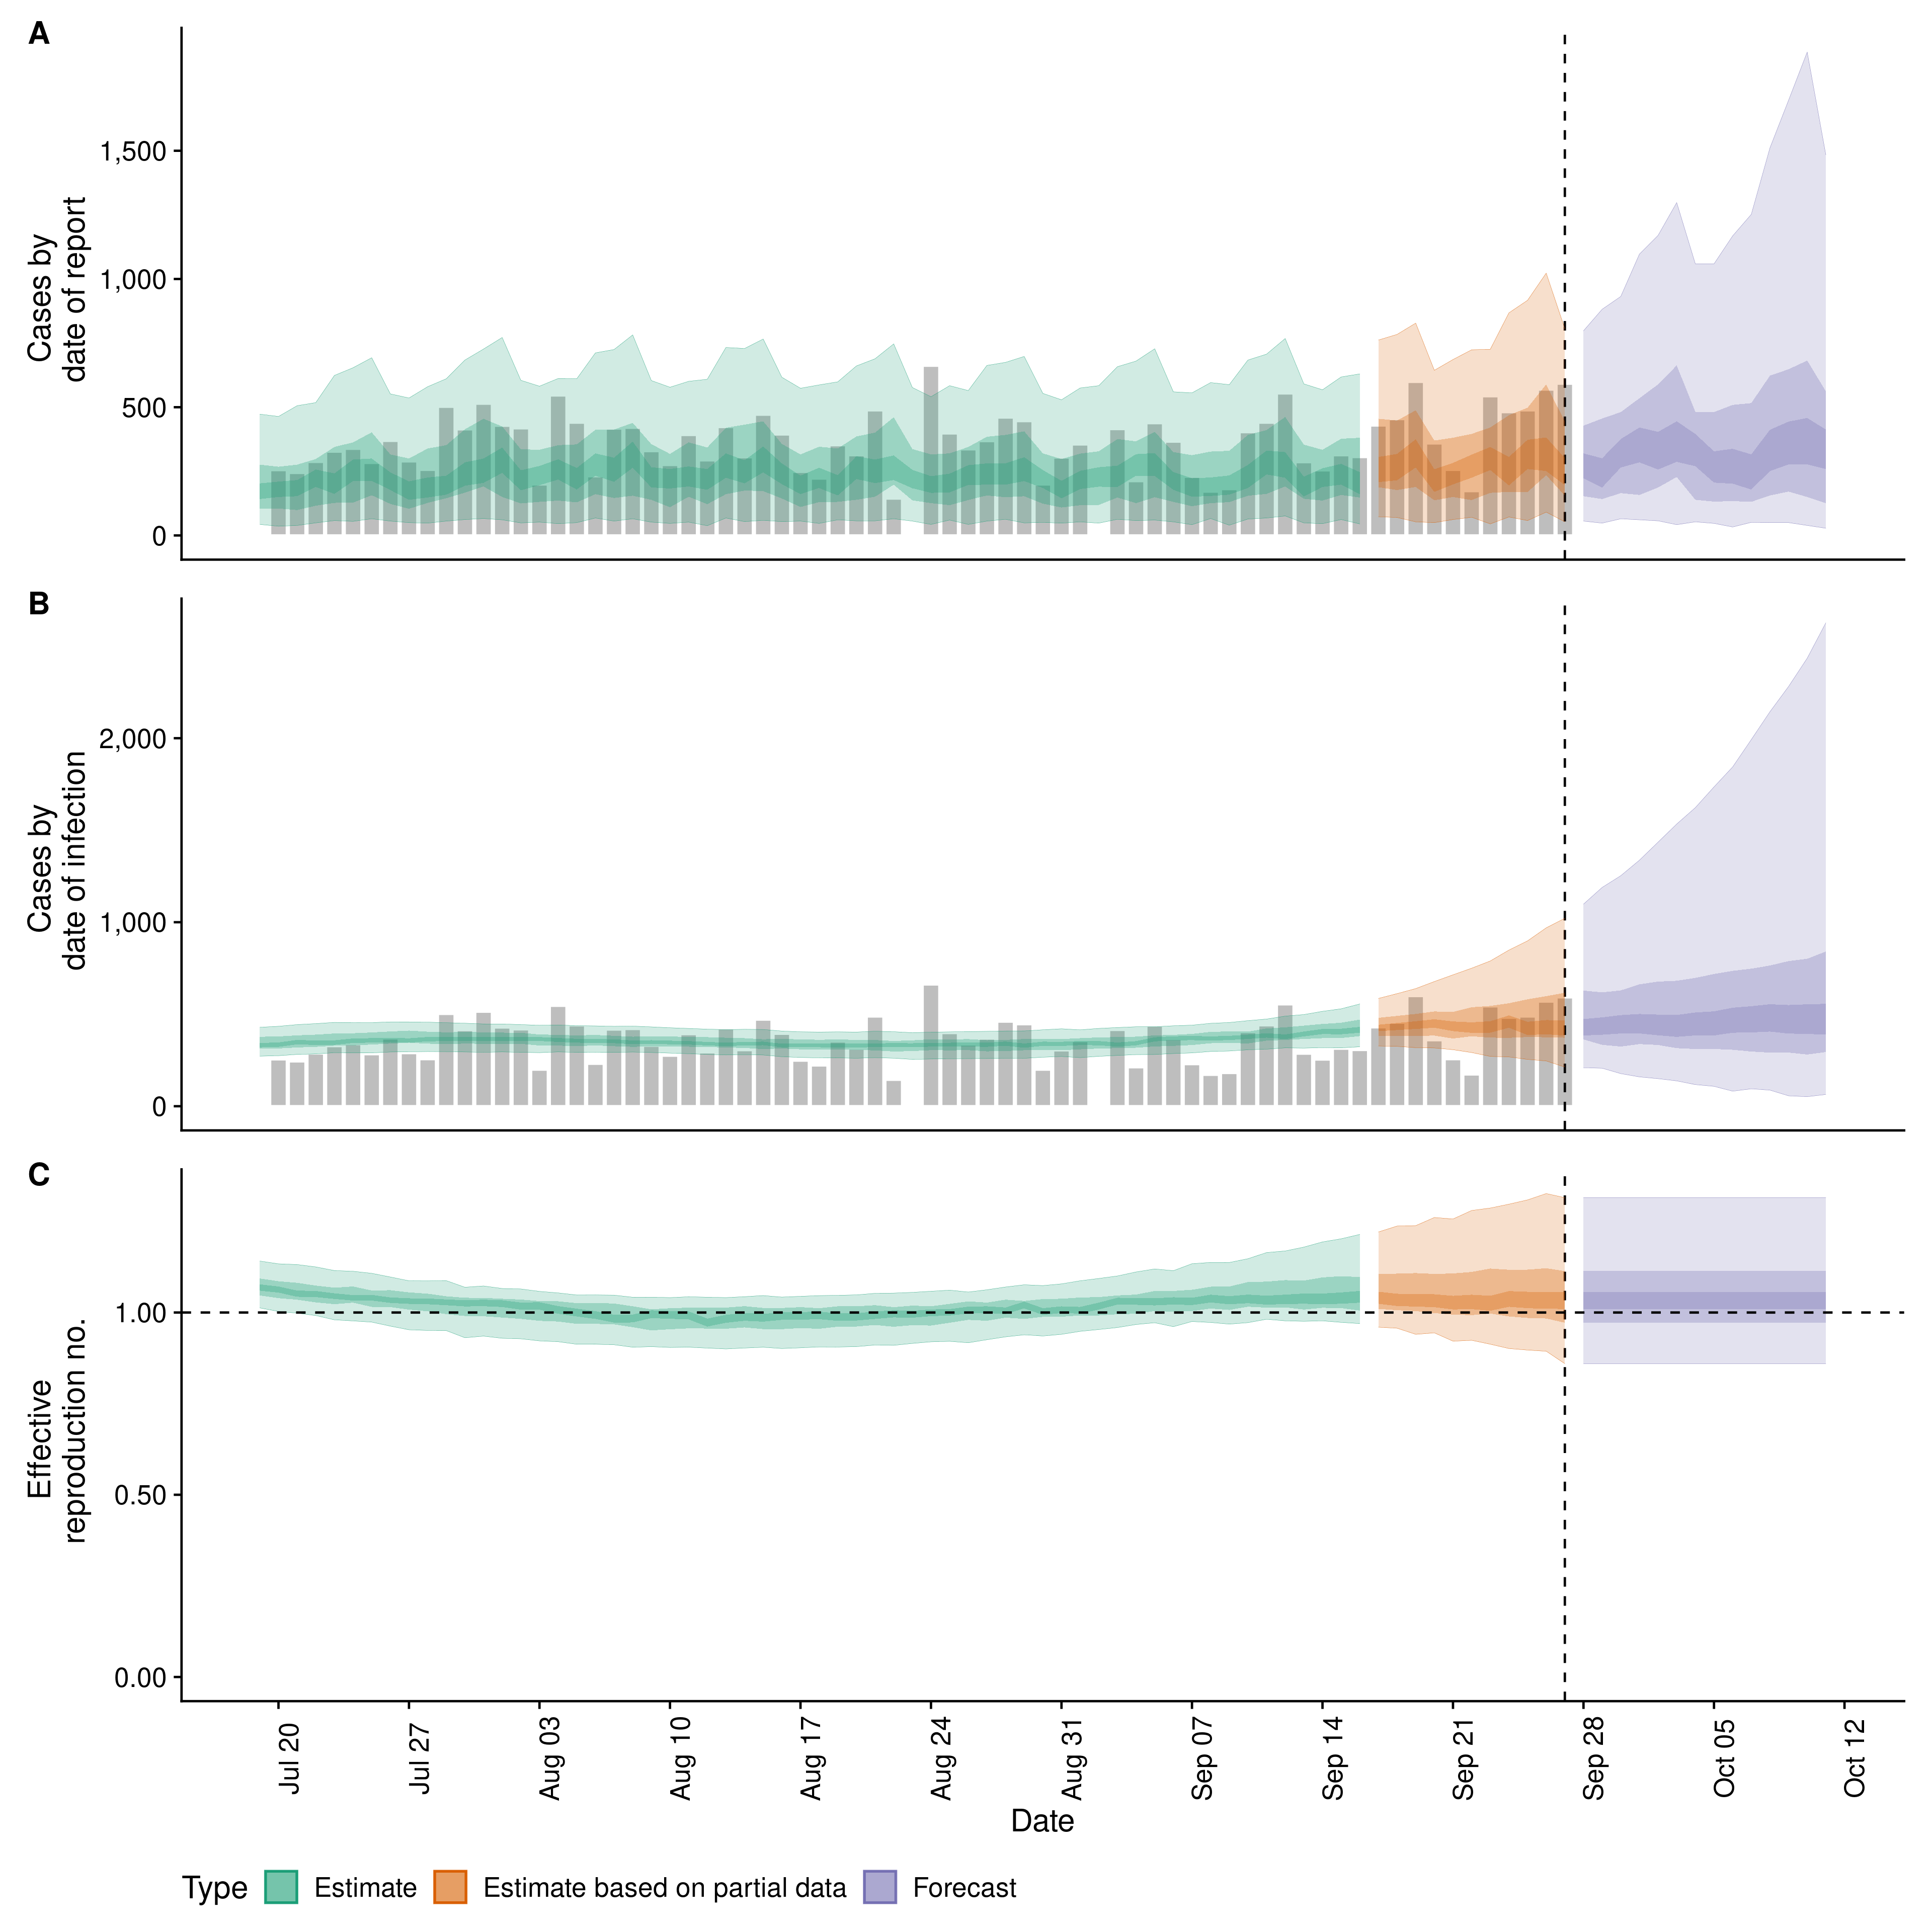 A
Cases by
date of report
1,500
1,000
500
0
B
Cases by
date of infection
2,000
1,000
0
C
Effective
reproduction no.
1.00
0.50
0.00
Jul 20
Jul 27
Aug 03
Aug 10
Aug 17
Aug 24
Aug 31
Sep 07
Sep 14
Sep 21
Sep 28
Oct 05
Oct 12
Date
Type Estimate Estimate based on partial data Forecast